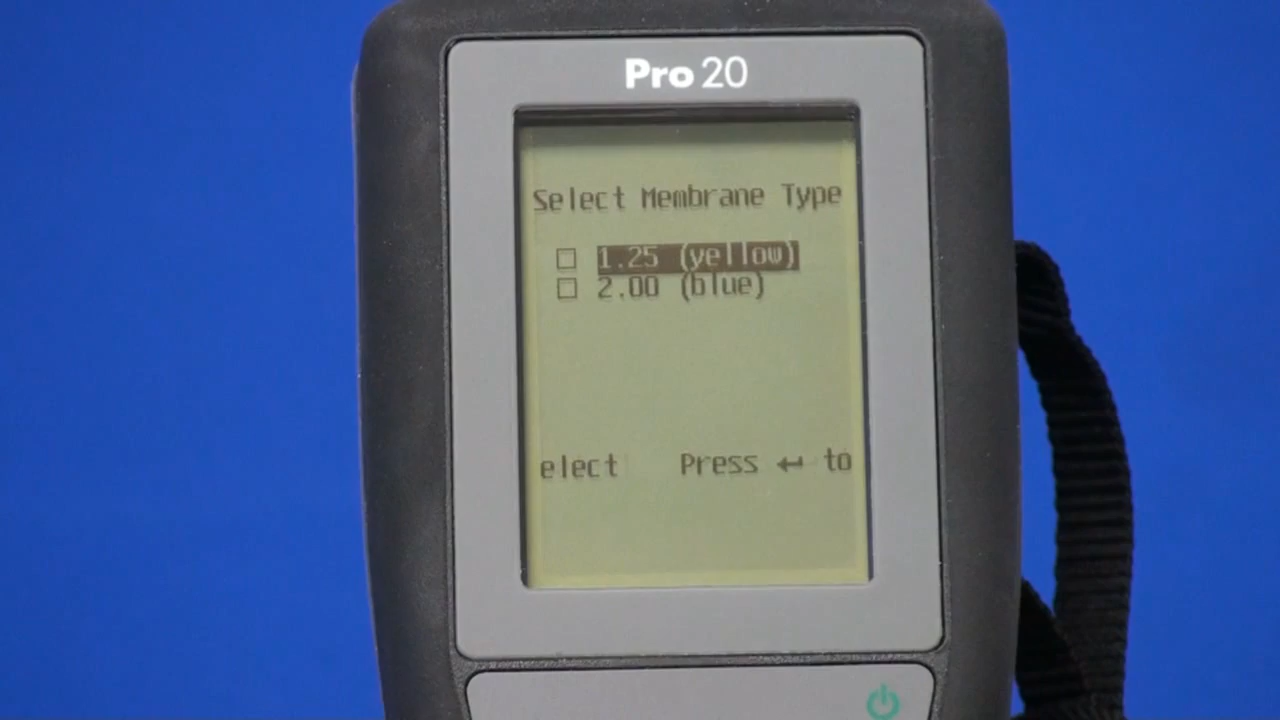 Pro 20
Select Membrane Type
□ 1.25 (yellow)
□ 2.00 (blue)
elect Press ↵ to